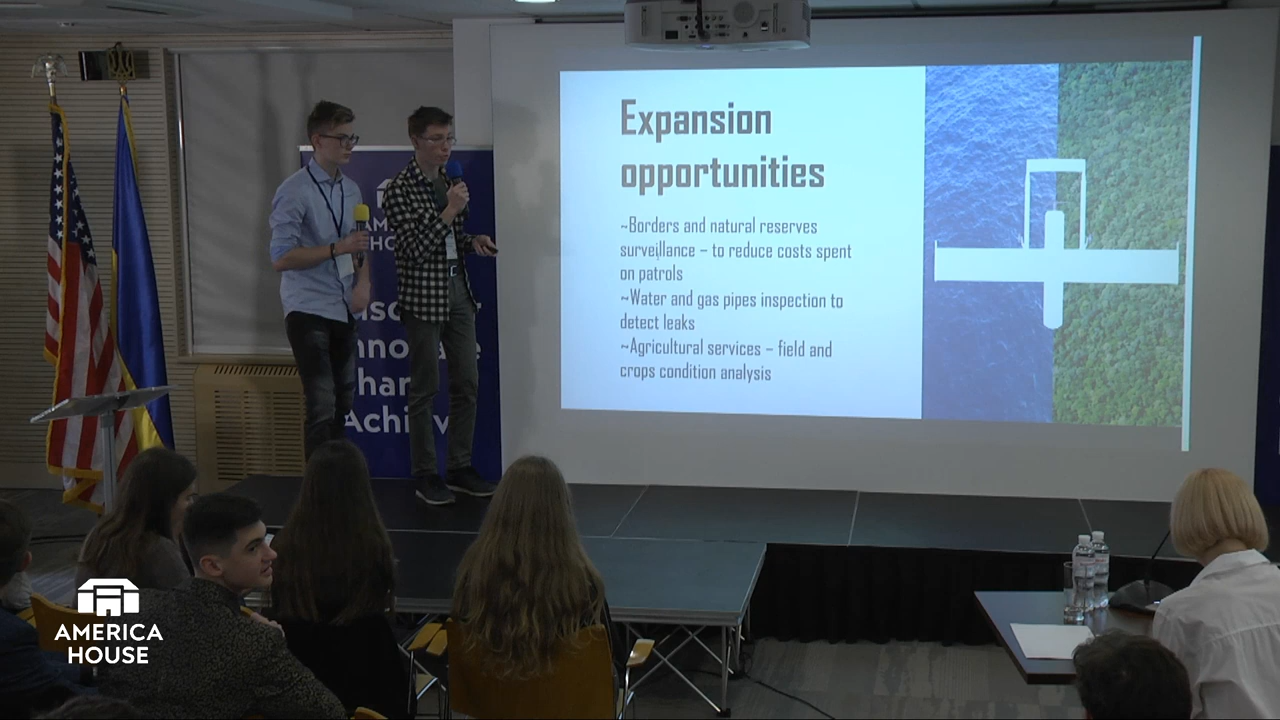 Expansion
opportunities
~Borders and natural reserves
surveillance – to reduce costs spent
on patrols
~Water and gas pipes inspection to
detect leaks
~Agricultural services – field and
crops condition analysis
AMERICA
HOUSE